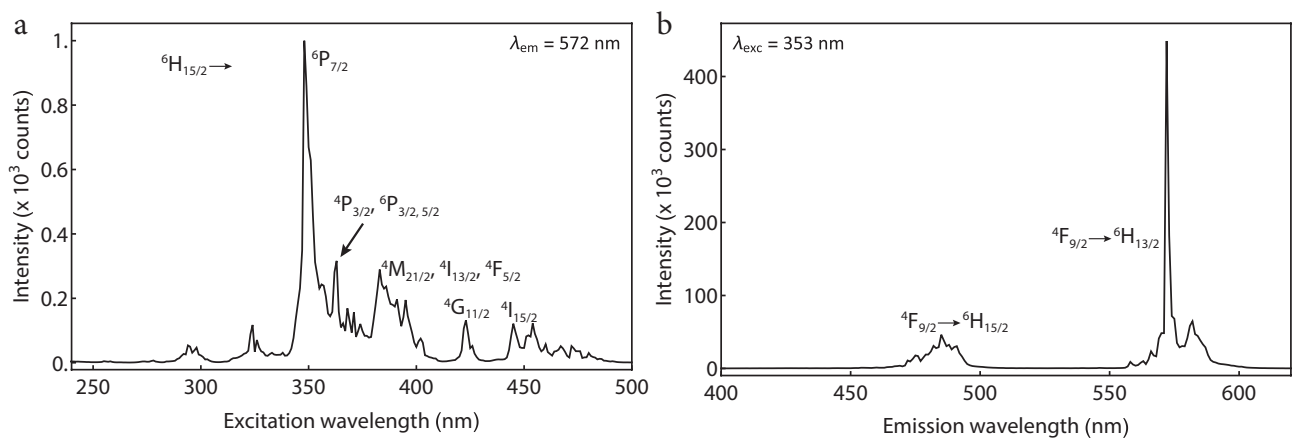 a
λem = 572 nm
⁶H15/2→
⁶P7/2
⁴P3/2, ⁶P3/2, 5/2
⁴M21/2, ⁴I13/2, ⁴F5/2
⁴G11/2
⁴I15/2
Intensity (x 10³ counts)
1.
0.8
0.6
0.4
0.2
0.
250 300 350 400 450 500
Excitation wavelength (nm)
b
λexc = 353 nm
⁴F9/2→⁶H13/2
⁴F9/2→⁶H15/2
Intensity (x 10³ counts)
400
300
200
100
0
400 450 500 550 600
Emission wavelength (nm)